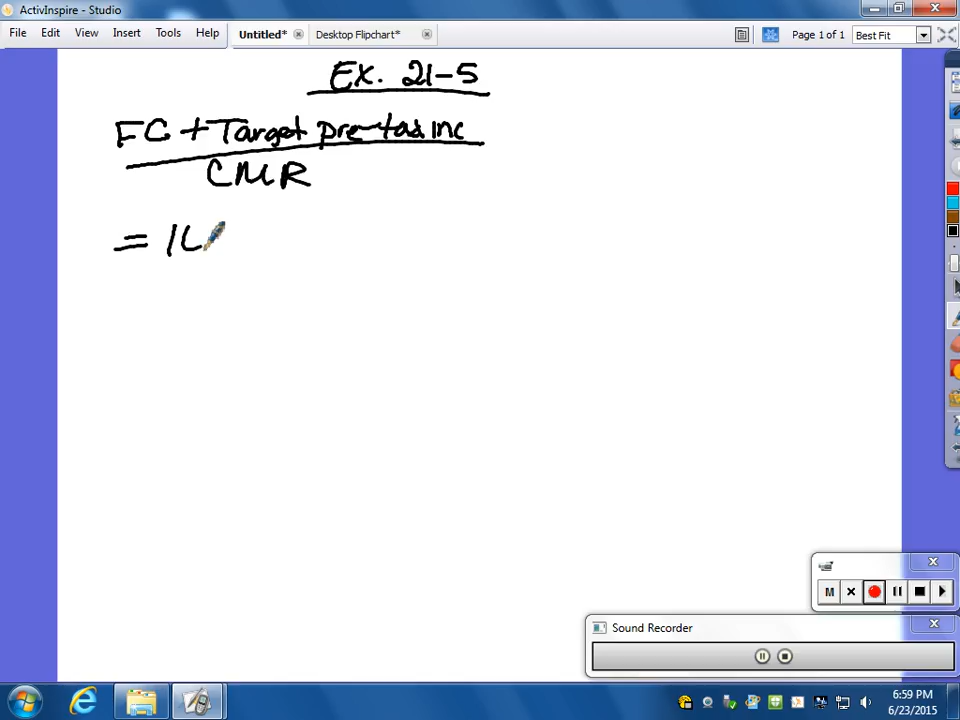 ActivInspire - Studio
File Edit View Insert Tools Help Untitled* Desktop Flipchart* Page 1 of 1 Best Fit
Ex. 21-5
FC + Target pre-tax inc
CMR
= 1
M
Sound Recorder
6:59 PM
6/23/2015